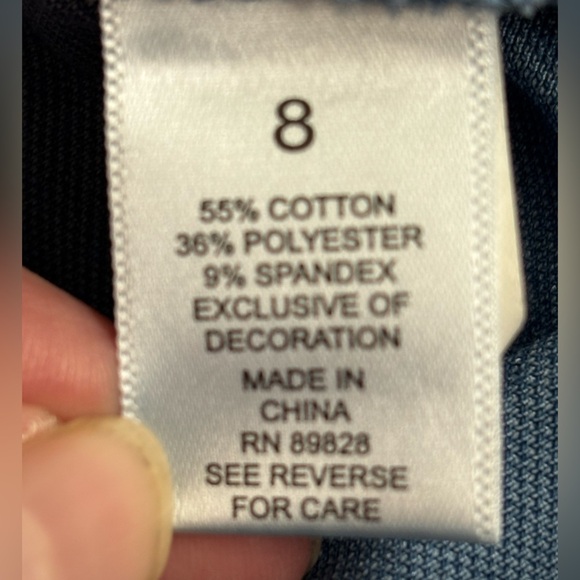 8
55% COTTON
36% POLYESTER
9% SPANDEX
EXCLUSIVE OF
DECORATION
MADE IN
CHINA
RN 89828
SEE REVERSE
FOR CARE